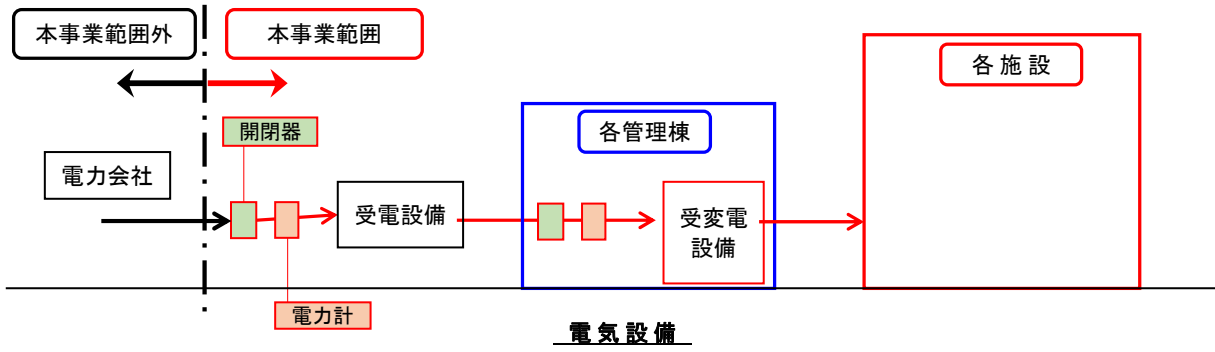 本事業範囲外
本事業範囲
各施設
開閉器
各管理棟
電力会社
受電設備
受変電
設備
電力計
電気設備